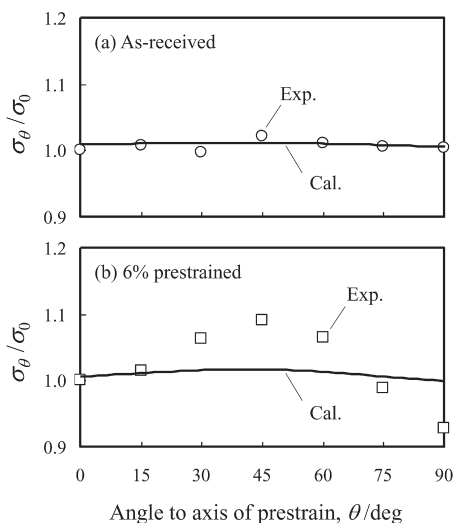 1.2
(a) As-received
1.1
Exp.
σθ/σ0
1.0
Cal.
0.9
1.2
(b) 6% prestrained
Exp.
1.1
σθ/σ0
1.0
Cal.
0.9
0 15 30 45 60 75 90
Angle to axis of prestrain, θ/deg